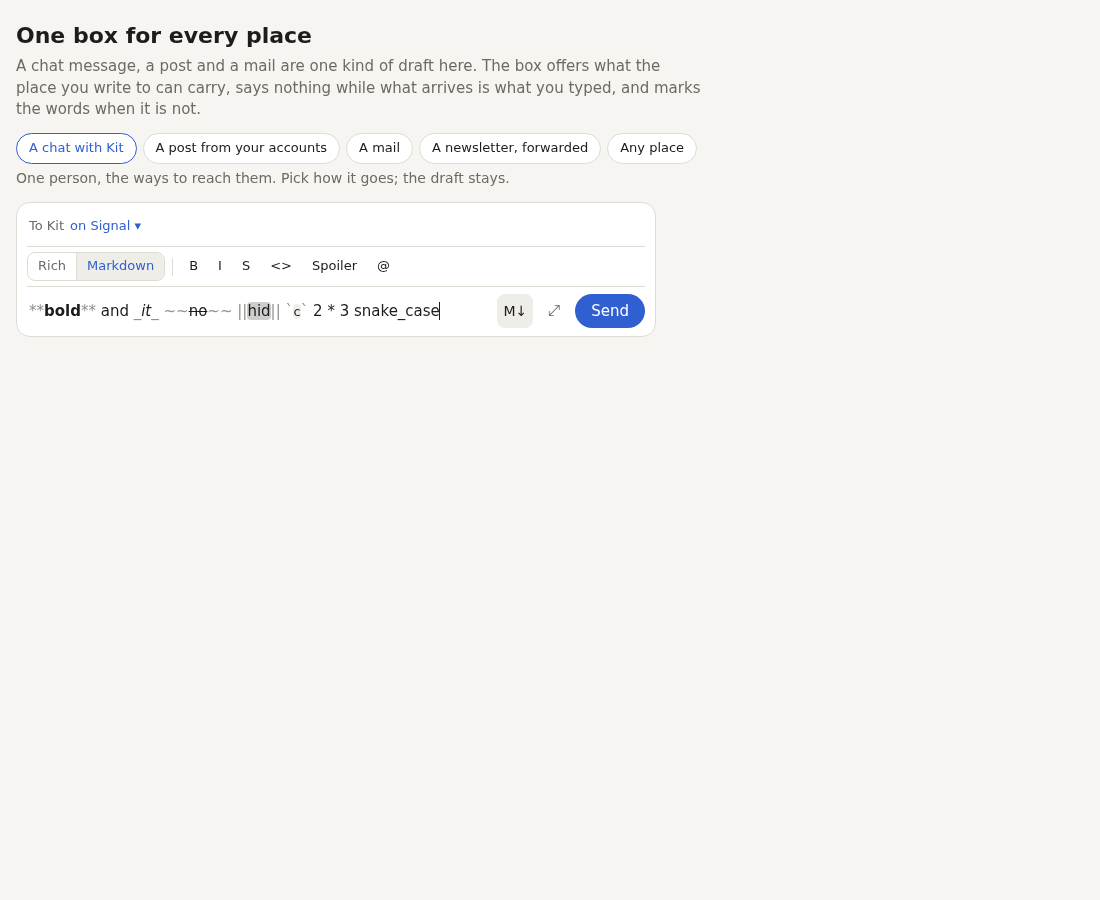 One box for every place
A chat message, a post and a mail are one kind of draft here. The box offers what the
place you write to can carry, says nothing while what arrives is what you typed, and marks
the words when it is not.
A chat with Kit A post from your accounts A mail A newsletter, forwarded Any place
One person, the ways to reach them. Pick how it goes; the draft stays.
To Kit on Signal ▾
Rich Markdown B I S <> Spoiler @
**bold** and _it_ ~~no~~ ||hid|| `c` 2 * 3 snake_case M↓ ⤢ Send